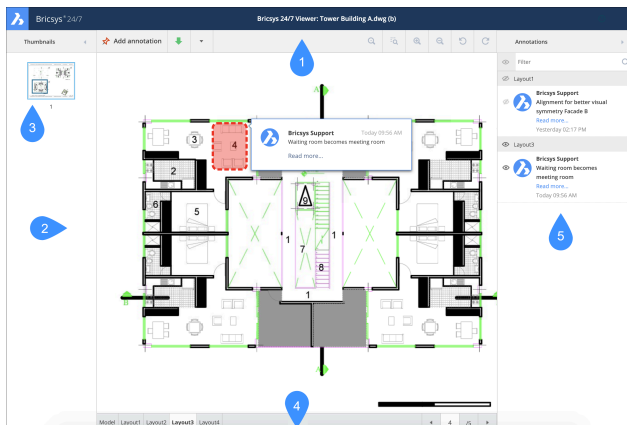 Bricsys® 24/7
Bricsys 24/7 Viewer: Tower Building A.dwg (b)
Thumbnails
Add annotation
Annotations
1
Filter
Layout1
Bricsys Support
Alignment for better visual
symmetry Facade B
Read more...
Yesterday 02:17 PM
Layout3
Bricsys Support
Waiting room becomes
meeting room
Read more...
Today 09:56 AM
1
3
A
3
4
Bricsys Support Today 09:56 AM
Waiting room becomes meeting room
Read more...
2
6
5
9
2
1
7
1
8
5
1
B
A
4
Model Layout1 Layout2 Layout3 Layout4
4 /5